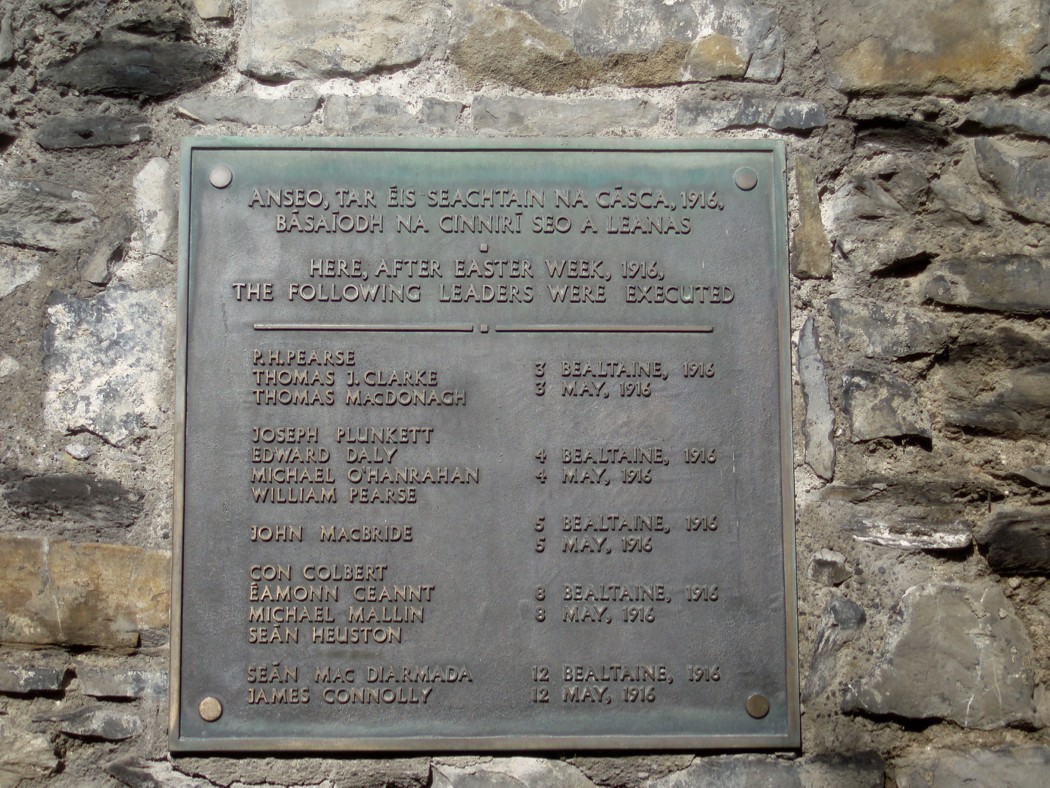 ANSEO, TAR ĒIS SEACHTAIN NA CĀSCA, 1916,
BĀSAĪODH NA CINNIRĪ SEO A LEANAS
HERE, AFTER EASTER WEEK, 1916,
THE FOLLOWING LEADERS WERE EXECUTED
P.H.PEARSE
THOMAS J.CLARKE
THOMAS MACDONAGH
3 BEALTAINE, 1916
3 MAY, 1916
JOSEPH PLUNKETT
EDWARD DALY
MICHAEL O'HANRAHAN
WILLIAM PEARSE
4 BEALTAINE, 1916
4 MAY, 1916
JOHN MACBRIDE
5 BEALTAINE, 1916
5 MAY, 1916
CON COLBERT
ĒAMONN CEANNT
MICHAEL MALLIN
SEĀN HEUSTON
8 BEALTAINE, 1916
8 MAY, 1916
SEĀN MAC DIARMADA
JAMES CONNOLLY
12 BEALTAINE, 1916
12 MAY, 1916